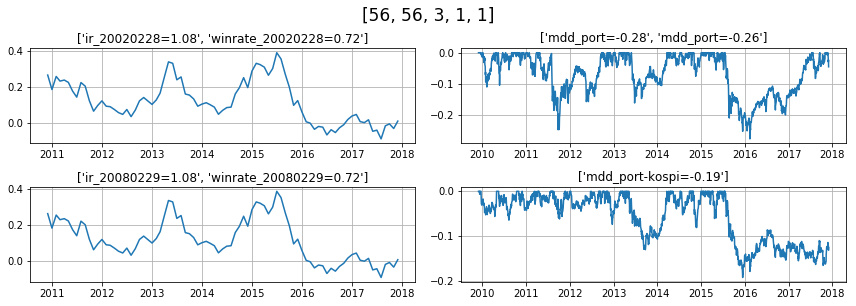 [56, 56, 3, 1, 1]
['ir_20020228=1.08', 'winrate_20020228=0.72']
0.4
0.2
0.0
2011 2012 2013 2014 2015 2016 2017 2018
['mdd_port=-0.28', 'mdd_port=-0.26']
0.0
−0.1
−0.2
2010 2011 2012 2013 2014 2015 2016 2017 2018
['ir_20080229=1.08', 'winrate_20080229=0.72']
0.4
0.2
0.0
2011 2012 2013 2014 2015 2016 2017 2018
['mdd_port-kospi=-0.19']
0.0
−0.1
−0.2
2010 2011 2012 2013 2014 2015 2016 2017 2018